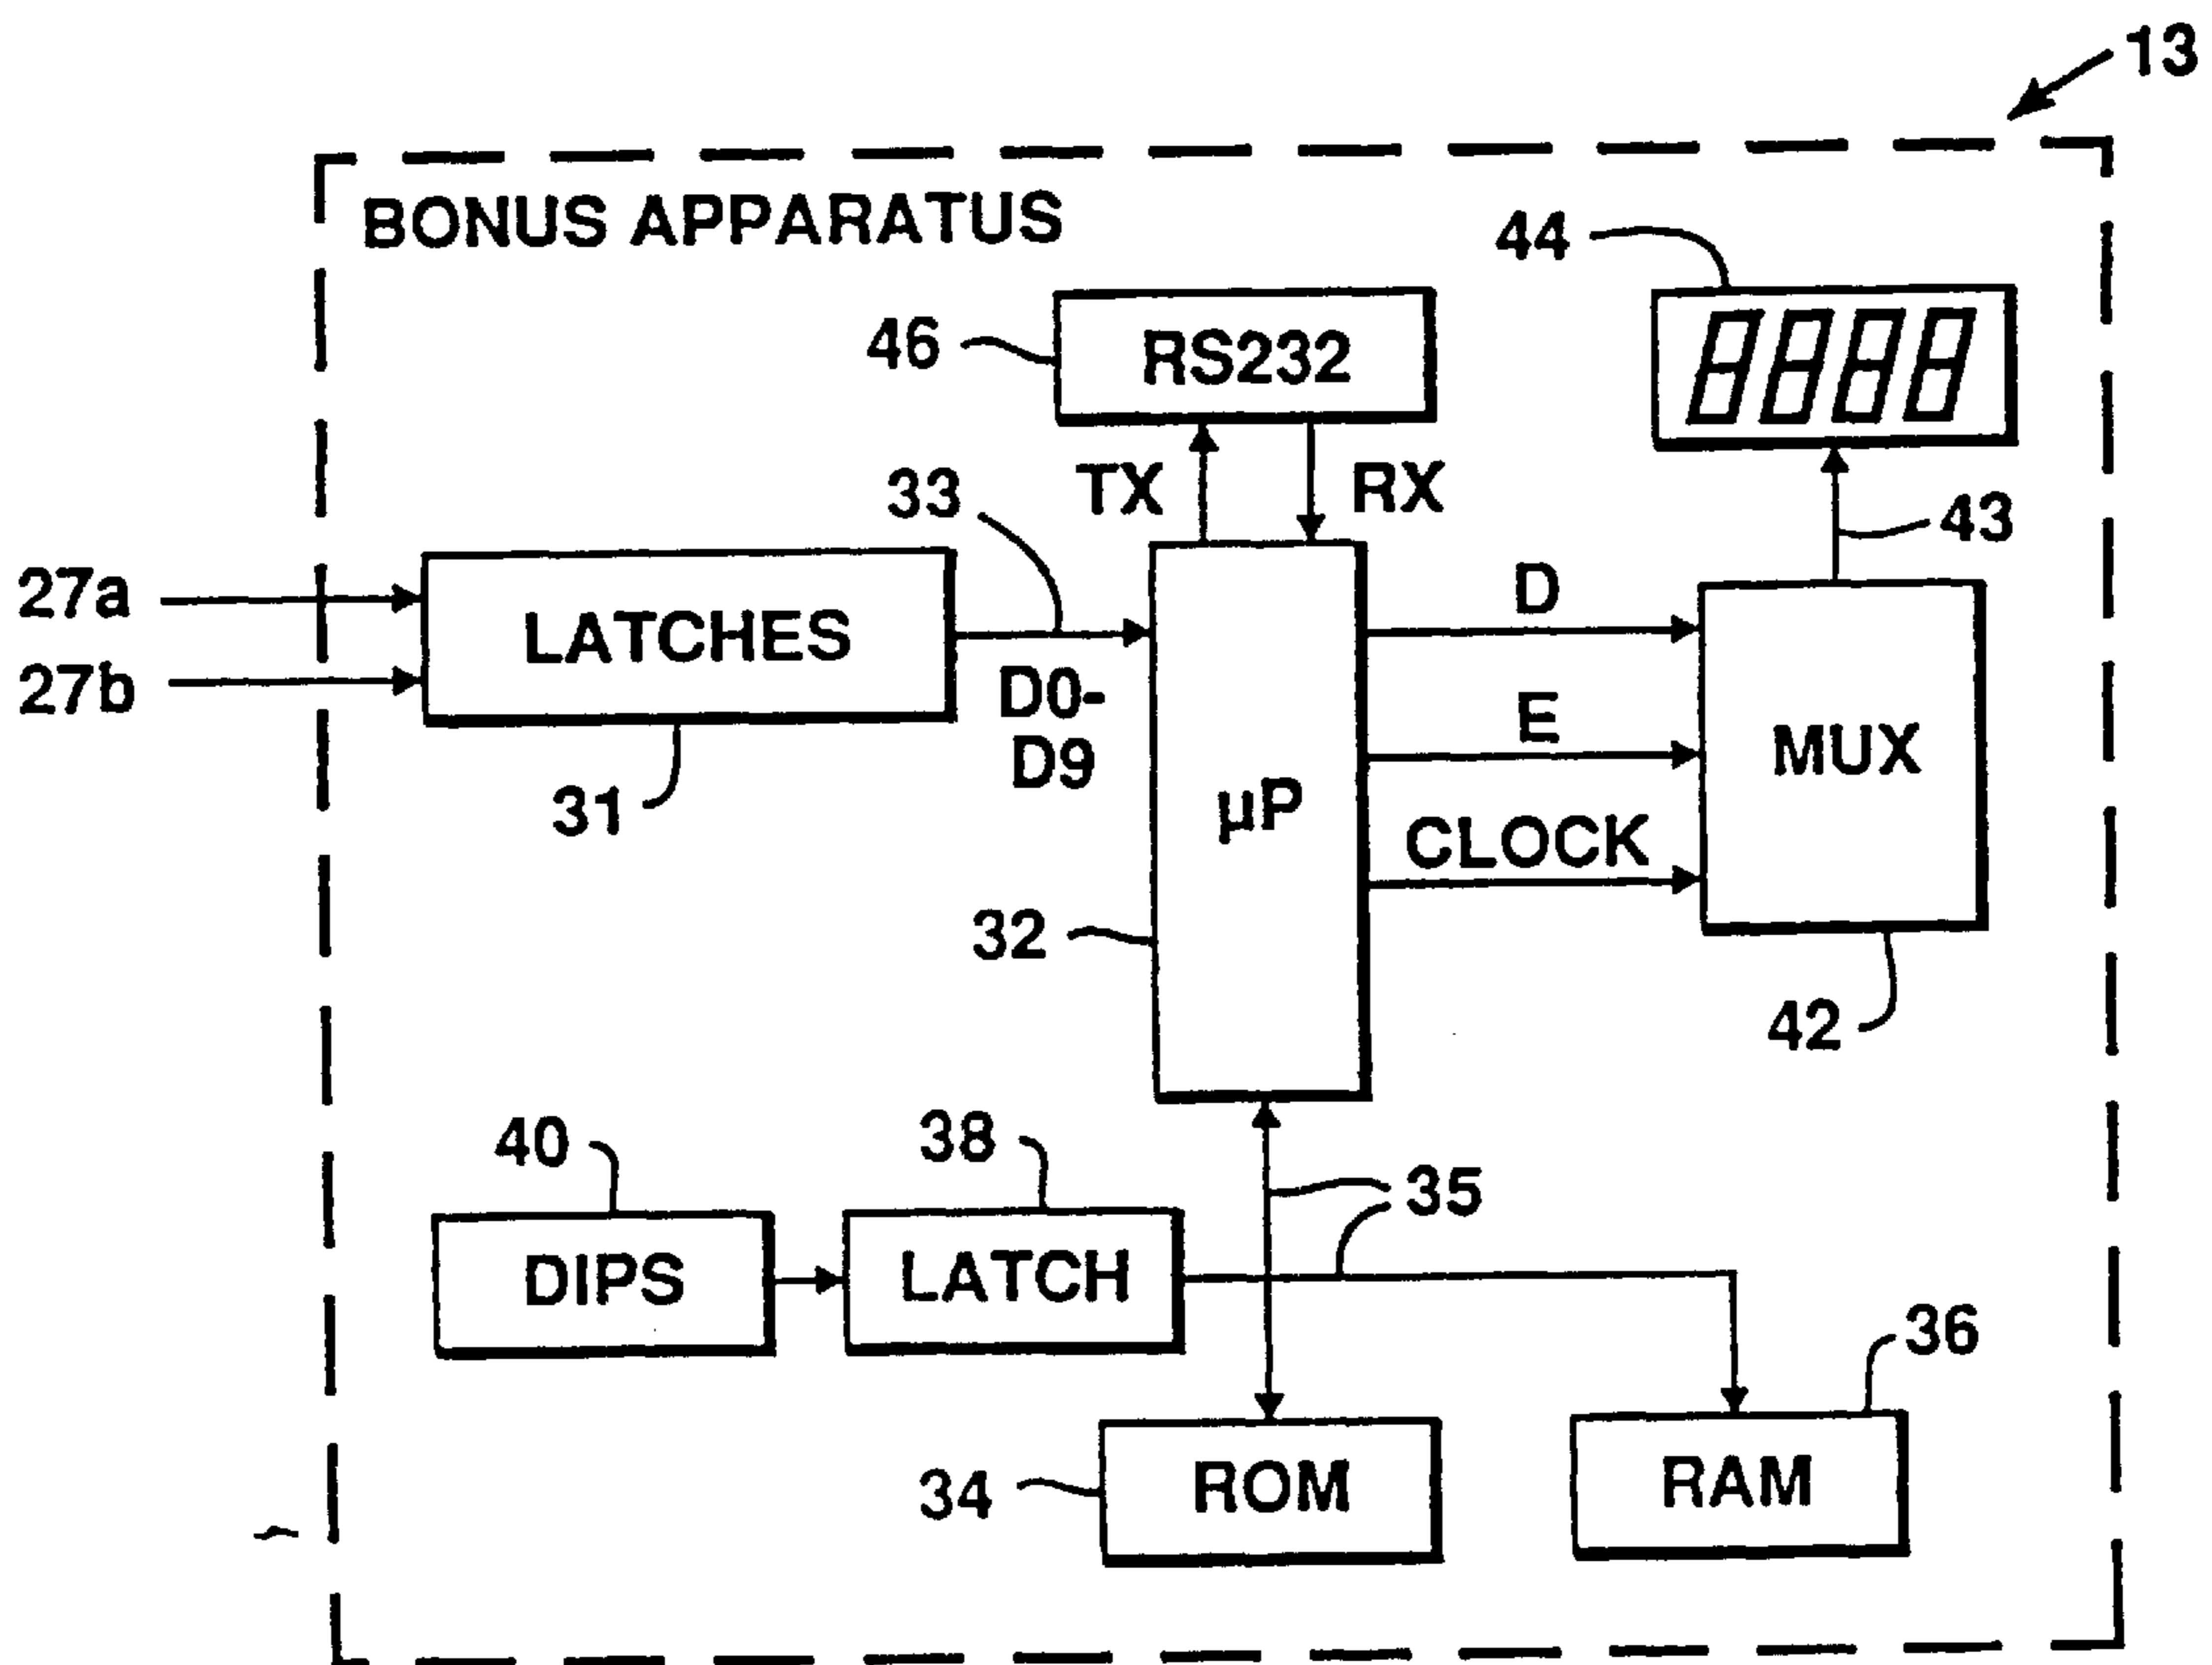 13
BONUS APPARATUS
44
46
RS232
8888
33
TX
RX
43
27a
LATCHES
D
27b
D0-
D9
E
MUX
31
µP
CLOCK
32
42
40
38
35
DIPS
LATCH
36
34
ROM
RAM